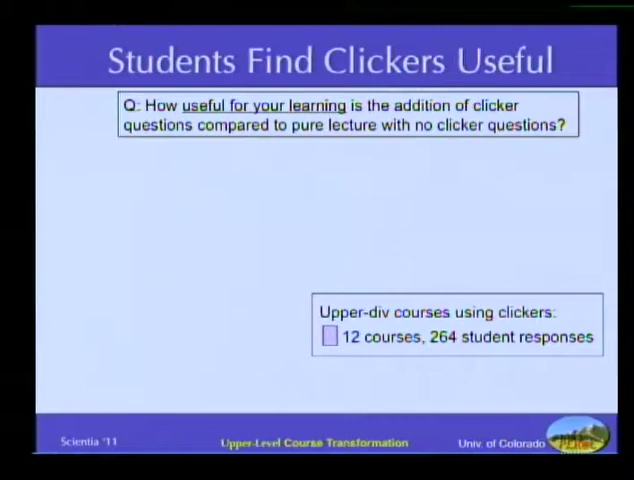 Students Find Clickers Useful
Q: How useful for your learning is the addition of clicker
questions compared to pure lecture with no clicker questions?
Upper-div courses using clickers:
12 courses, 264 student responses
Scientia '11
Upper-Level Course Transformation
Univ. of Colorado